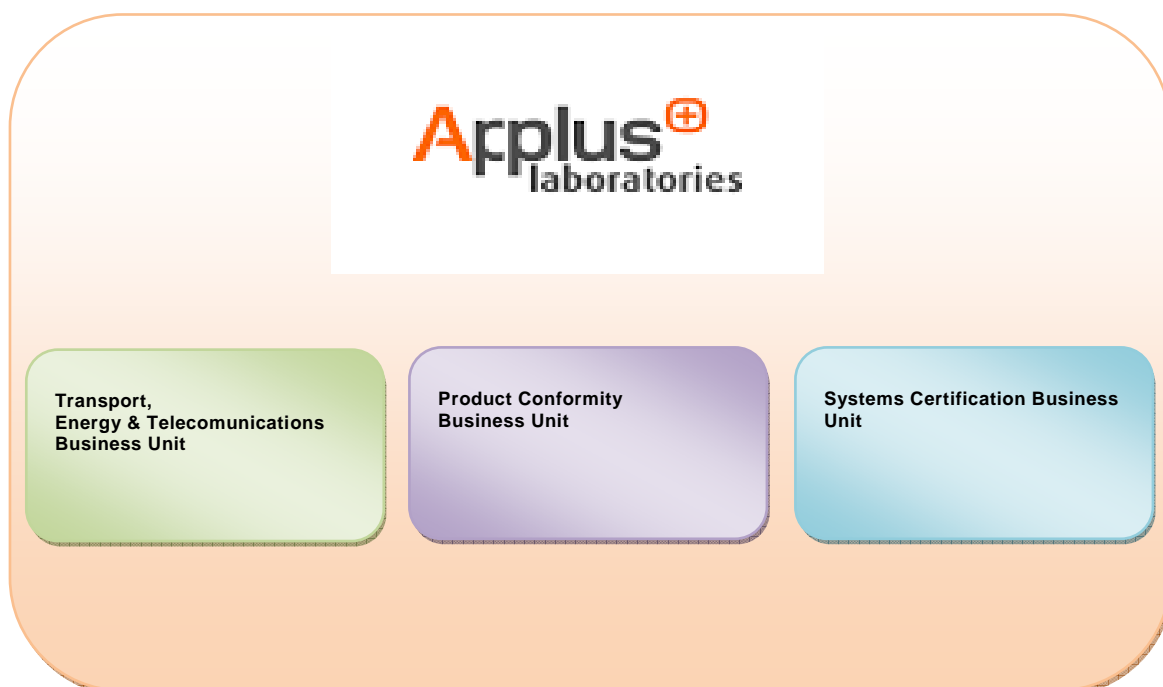 Applus+
laboratories
Transport,
Energy & Telecomunications
Business Unit
Product Conformity
Business Unit
Systems Certification Business
Unit